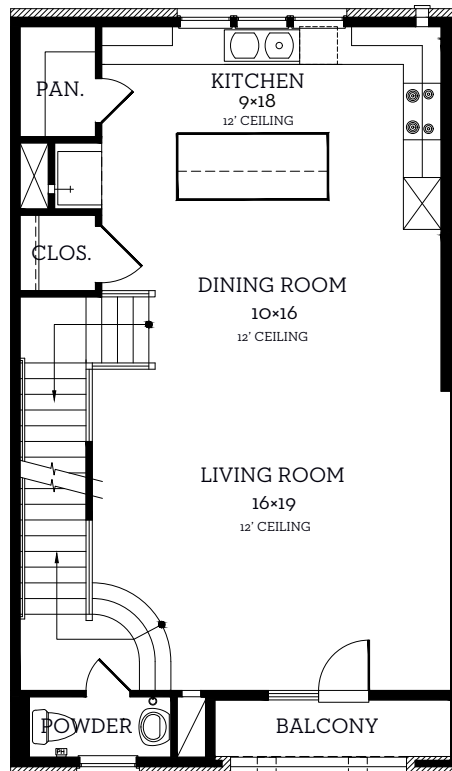 PAN.
KITCHEN
9×18
12' CEILING
CLOS.
DINING ROOM
10×16
12' CEILING
LIVING ROOM
16×19
12' CEILING
POWDER
PH
BALCONY